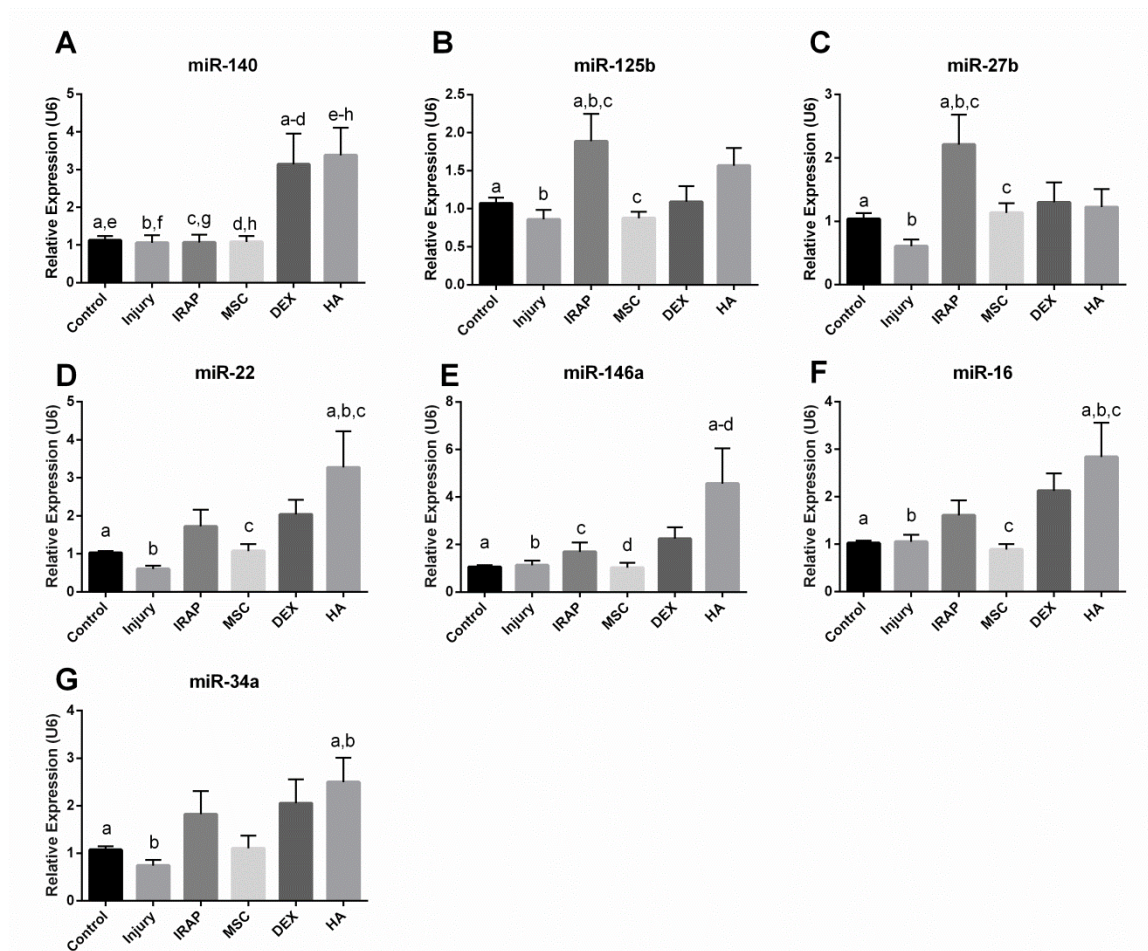 A
miR-140
Relative Expression (U6)
5
4
3
2
1
0
a,e
b,f
c,g
d,h
a-d
e-h
Control
Injury
IRAP
MSC
DEX
HA
B
miR-125b
Relative Expression (U6)
2.5
2.0
1.5
1.0
0.5
0.0
a
b
a,b,c
c
Control
Injury
IRAP
MSC
DEX
HA
C
miR-27b
Relative Expression (U6)
3
2
1
0
a
b
a,b,c
c
Control
Injury
IRAP
MSC
DEX
HA
D
miR-22
Relative Expression (U6)
5
4
3
2
1
0
a
b
c
a,b,c
Control
Injury
IRAP
MSC
DEX
HA
E
miR-146a
Relative Expression (U6)
8
6
4
2
0
a
b
c
d
a-d
Control
Injury
IRAP
MSC
DEX
HA
F
miR-16
Relative Expression (U6)
4
3
2
1
0
a
b
c
a,b,c
Control
Injury
IRAP
MSC
DEX
HA
G
miR-34a
Relative Expression (U6)
4
3
2
1
0
a
b
a,b
Control
Injury
IRAP
MSC
DEX
HA